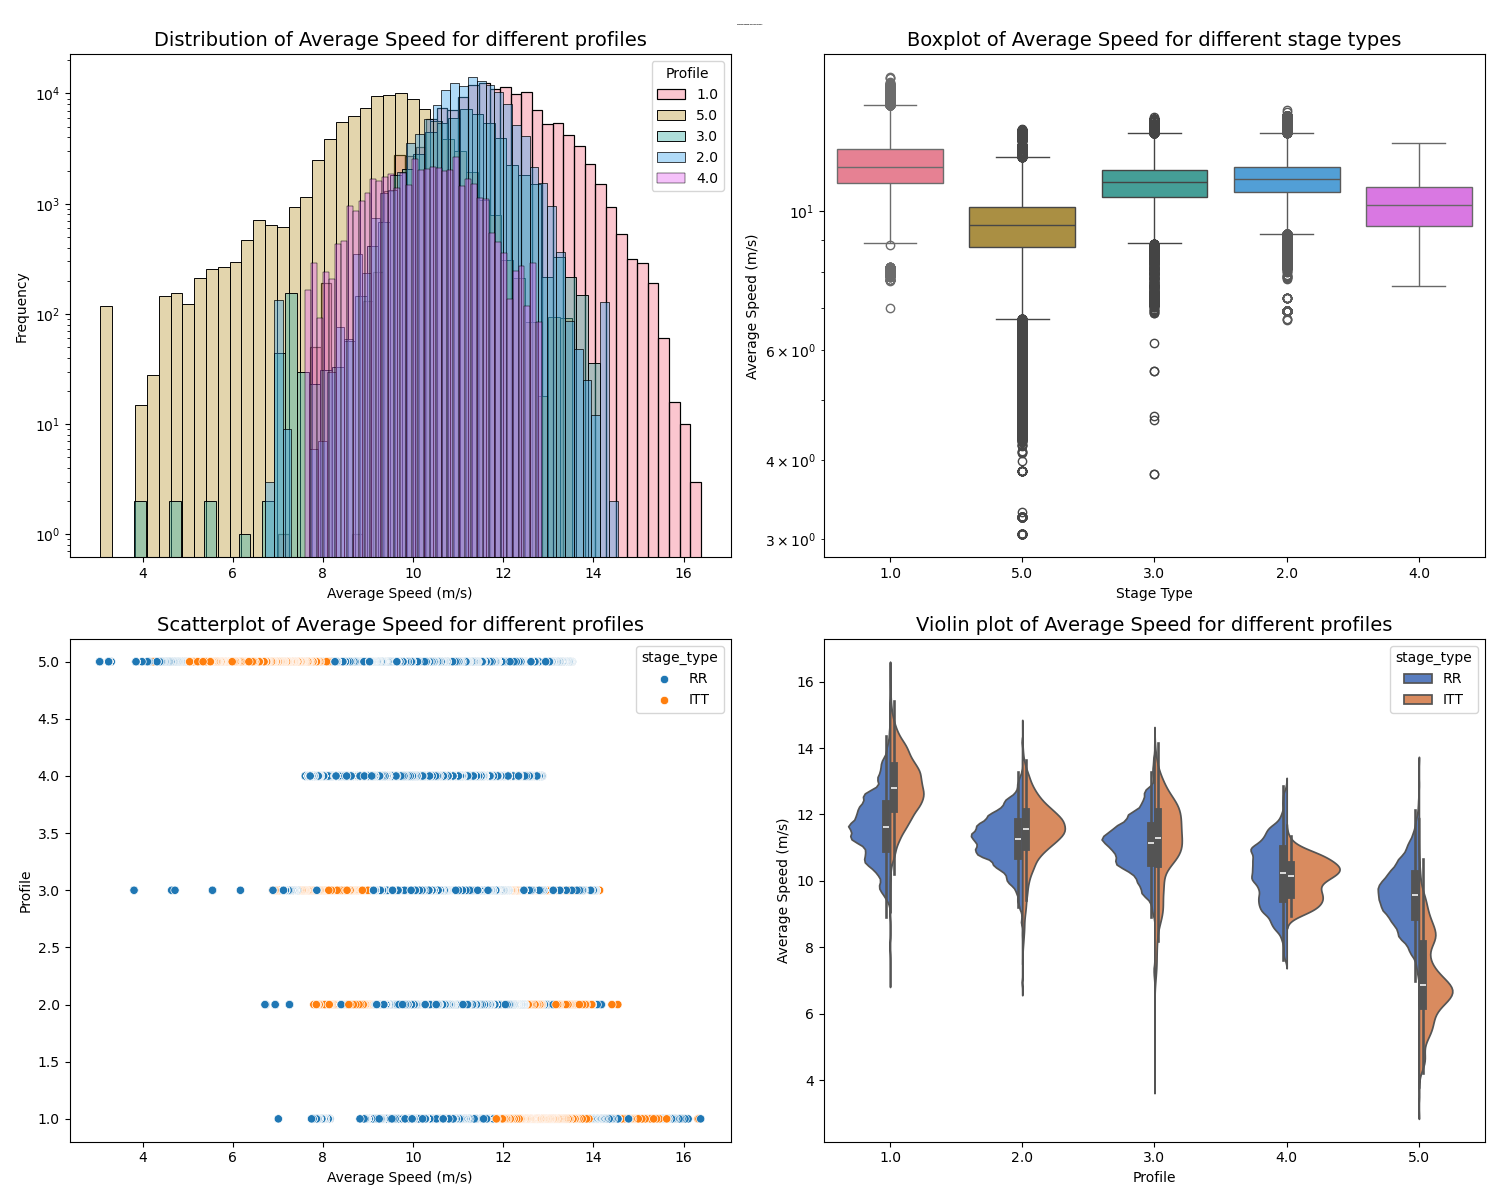 Distribution of Average Speed for different profiles
Frequency
10⁴
10³
10²
10¹
10⁰
4 6 8 10 12 14 16
Average Speed (m/s)
Profile
1.0
5.0
3.0
2.0
4.0
Boxplot of Average Speed for different stage types
Average Speed (m/s)
10¹
6 × 10⁰
4 × 10⁰
3 × 10⁰
1.0 5.0 3.0 2.0 4.0
Stage Type
Scatterplot of Average Speed for different profiles
Profile
5.0
4.5
4.0
3.5
3.0
2.5
2.0
1.5
1.0
4 6 8 10 12 14 16
Average Speed (m/s)
stage_type
RR
ITT
Violin plot of Average Speed for different profiles
Average Speed (m/s)
16
14
12
10
8
6
4
1.0 2.0 3.0 4.0 5.0
Profile
stage_type
RR
ITT